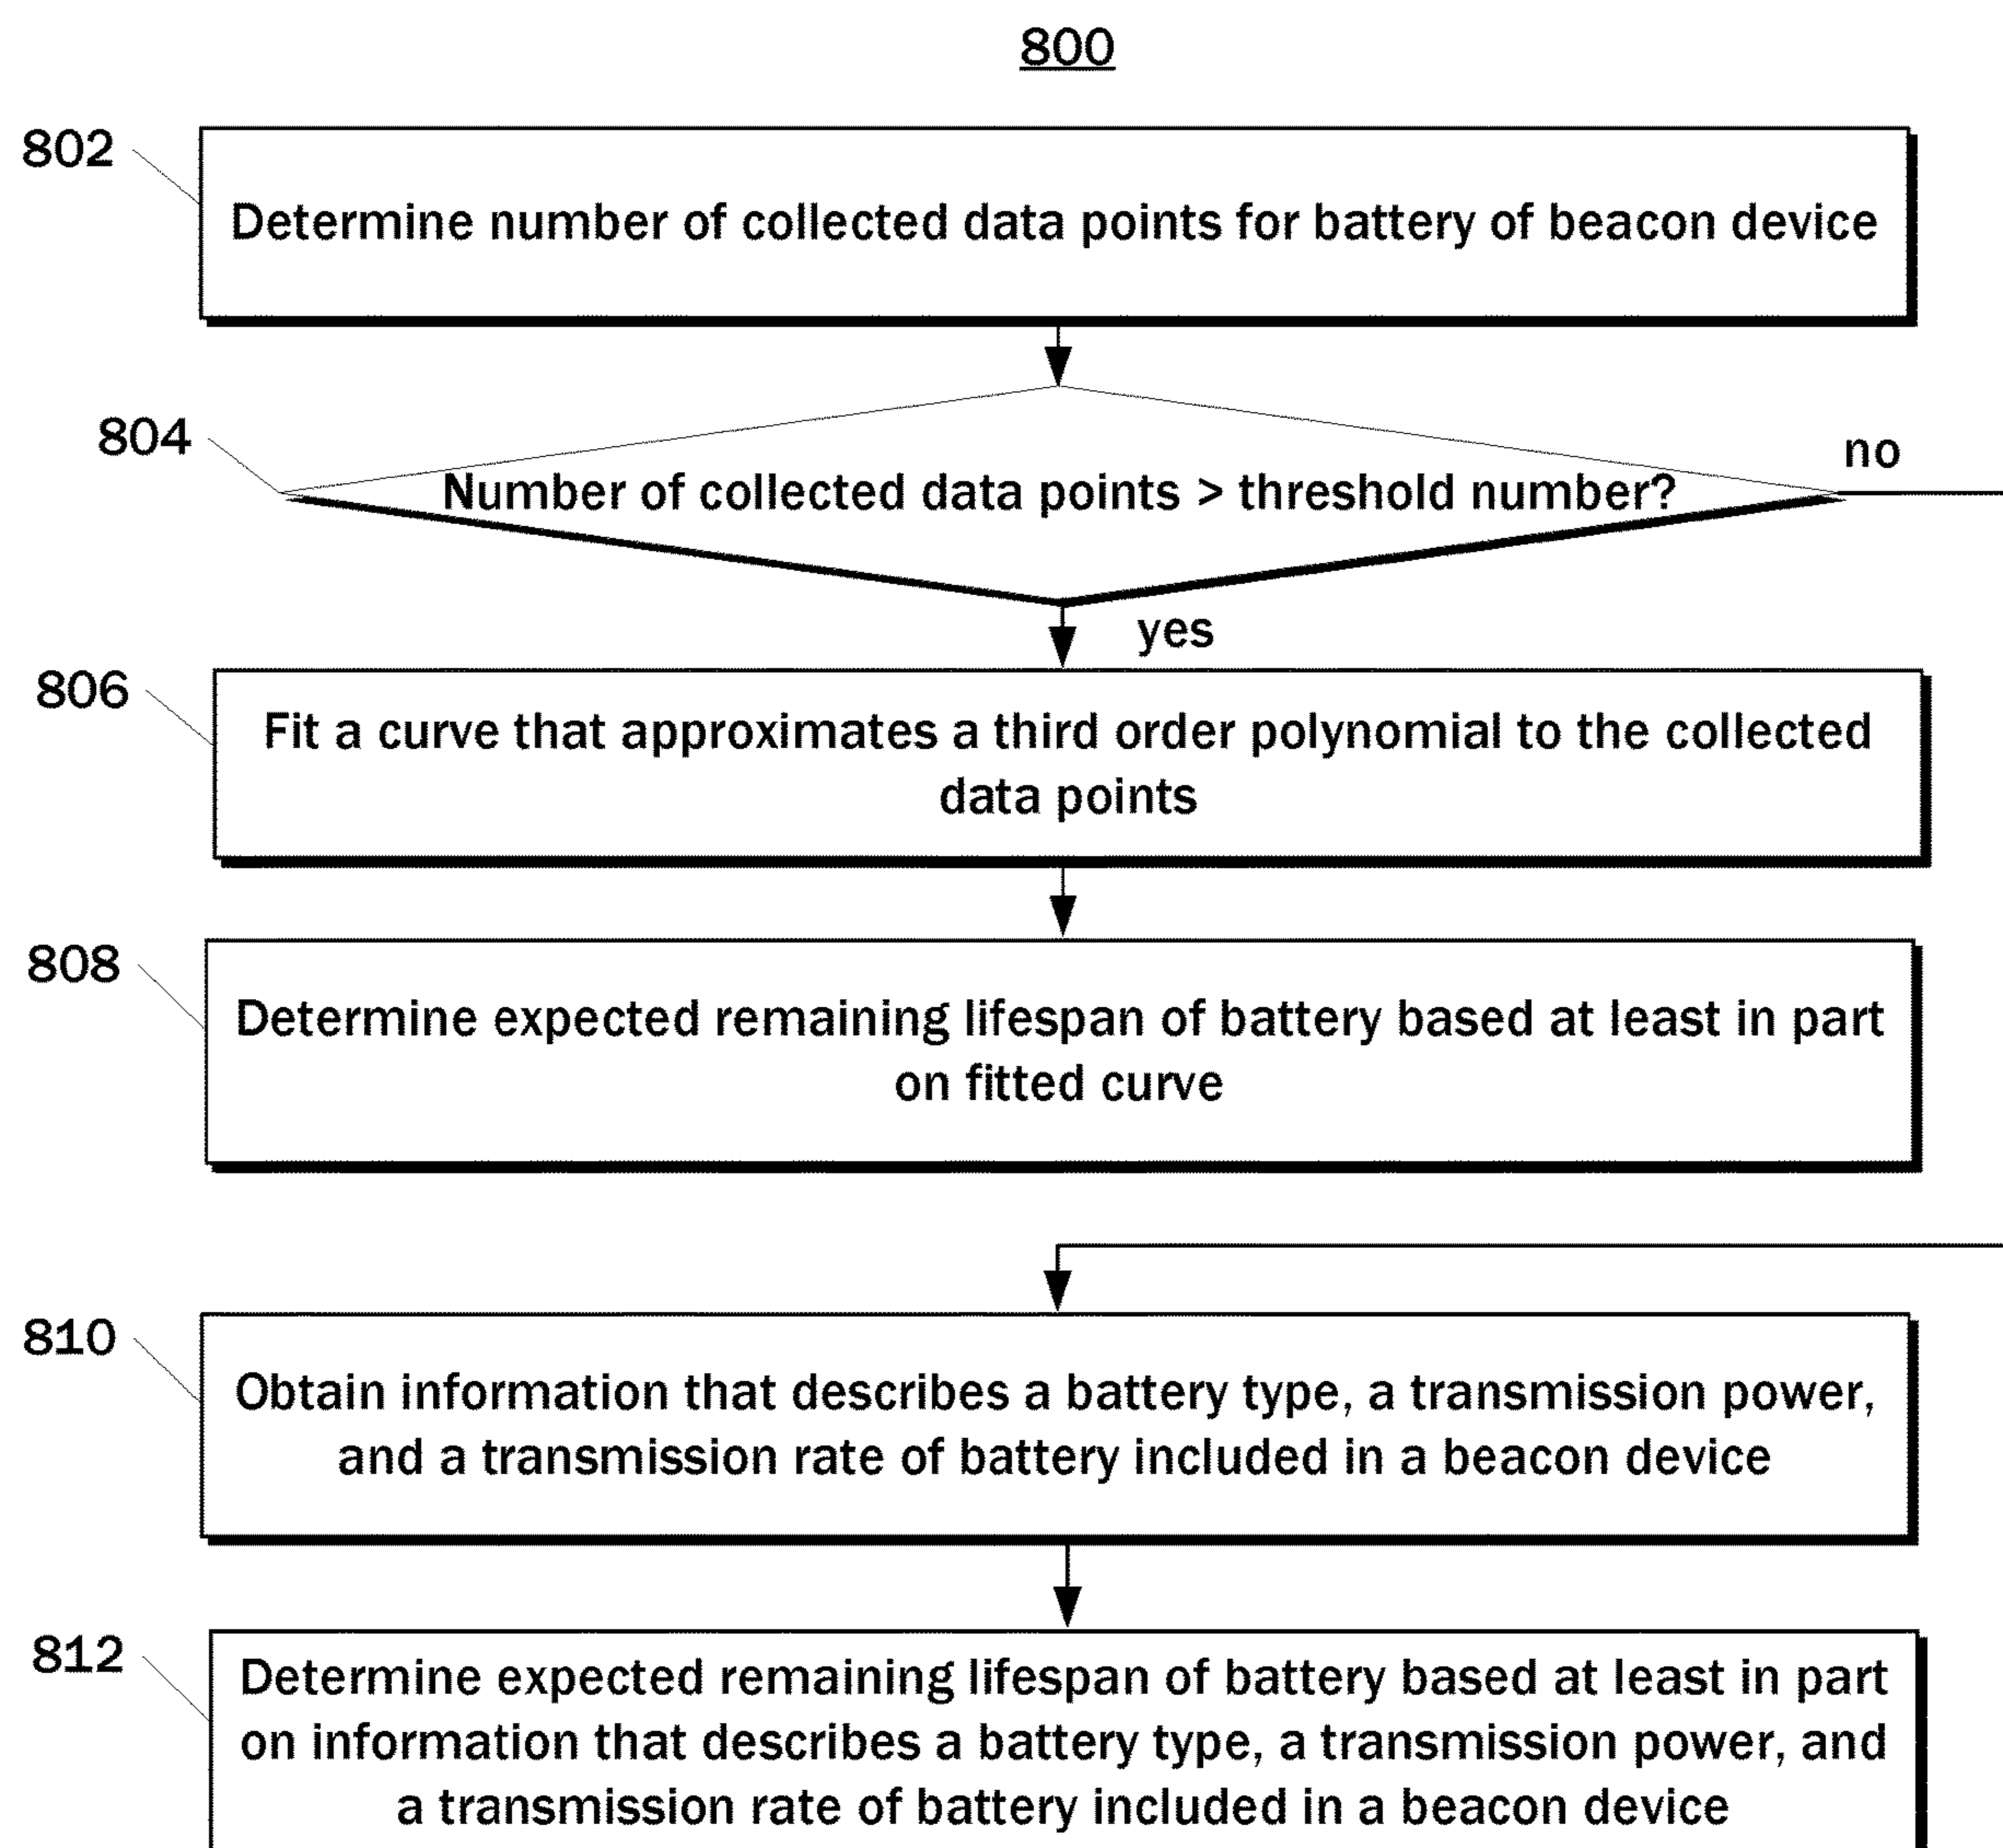 800
802
Determine number of collected data points for battery of beacon device
804
Number of collected data points > threshold number?
no
yes
806
Fit a curve that approximates a third order polynomial to the collected
data points
808
Determine expected remaining lifespan of battery based at least in part
on fitted curve
810
Obtain information that describes a battery type, a transmission power,
and a transmission rate of battery included in a beacon device
812
Determine expected remaining lifespan of battery based at least in part
on information that describes a battery type, a transmission power, and
a transmission rate of battery included in a beacon device